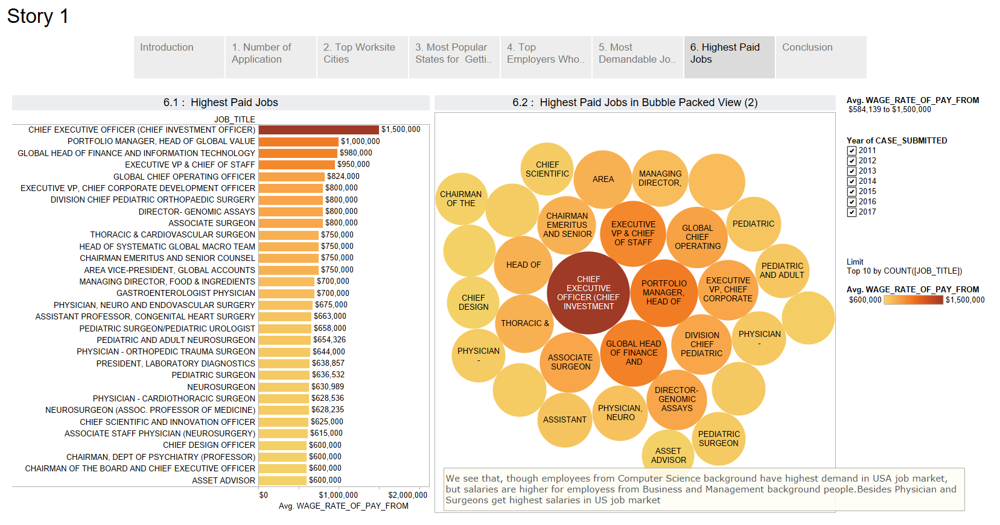 Story 1
Introduction
1. Number of
Application
2. Top Worksite
Cities
3. Most Popular
States for  Getti..
4. Top
Employers Who..
5. Most
Demandable Jo..
6. Highest Paid
Jobs
Conclusion
6.1 :  Highest Paid Jobs
JOB_TITLE
CHIEF EXECUTIVE OFFICER (CHIEF INVESTMENT OFFICER) $1,500,000
PORTFOLIO MANAGER, HEAD OF GLOBAL VALUE $1,000,000
GLOBAL HEAD OF FINANCE AND INFORMATION TECHNOLOGY $980,000
EXECUTIVE VP & CHIEF OF STAFF $950,000
GLOBAL CHIEF OPERATING OFFICER $824,000
EXECUTIVE VP, CHIEF CORPORATE DEVELOPMENT OFFICER $800,000
DIVISION CHIEF PEDIATRIC ORTHOPAEDIC SURGERY $800,000
DIRECTOR- GENOMIC ASSAYS $800,000
ASSOCIATE SURGEON $800,000
THORACIC & CARDIOVASCULAR SURGEON $750,000
HEAD OF SYSTEMATIC GLOBAL MACRO TEAM $750,000
CHAIRMAN EMERITUS AND SENIOR COUNSEL $750,000
AREA VICE-PRESIDENT, GLOBAL ACCOUNTS $750,000
MANAGING DIRECTOR, FOOD & INGREDIENTS $700,000
GASTROENTEROLOGIST PHYSICIAN $700,000
PHYSICIAN, NEURO AND ENDOVASCULAR SURGERY $675,000
ASSISTANT PROFESSOR, CONGENITAL HEART SURGERY $663,000
PEDIATRIC SURGEON/PEDIATRIC UROLOGIST $658,000
PEDIATRIC AND ADULT NEUROSURGEON $654,326
PHYSICIAN - ORTHOPEDIC TRAUMA SURGEON $644,000
PRESIDENT, LABORATORY DIAGNOSTICS $638,857
PEDIATRIC SURGEON $636,532
NEUROSURGEON $630,989
PHYSICIAN - CARDIOTHORACIC SURGEON $628,536
NEUROSURGEON (ASSOC. PROFESSOR OF MEDICINE) $628,235
CHIEF SCIENTIFIC AND INNOVATION OFFICER $625,000
ASSOCIATE STAFF PHYSICIAN (NEUROSURGERY) $615,000
CHIEF DESIGN OFFICER $600,000
CHAIRMAN, DEPT OF PSYCHIATRY (PROFESSOR) $600,000
CHAIRMAN OF THE BOARD AND CHIEF EXECUTIVE OFFICER $600,000
ASSET ADVISOR $600,000
$0 $1,000,000 $2,000,000
Avg. WAGE_RATE_OF_PAY_FROM
6.2 :  Highest Paid Jobs in Bubble Packed View (2)
CHIEF
SCIENTIFIC
AREA
MANAGING
DIRECTOR,
CHAIRMAN
OF THE
CHAIRMAN
EMERITUS
AND SENIOR
EXECUTIVE
VP & CHIEF
OF STAFF
GLOBAL
CHIEF
OPERATING
PEDIATRIC
HEAD OF
PEDIATRIC
AND ADULT
CHIEF
EXECUTIVE
OFFICER (CHIEF
INVESTMENT
PORTFOLIO
MANAGER,
HEAD OF
EXECUTIVE
VP, CHIEF
CORPORATE
CHIEF
DESIGN
THORACIC &
PHYSICIAN
-
GLOBAL HEAD
OF FINANCE
AND
DIVISION
CHIEF
PEDIATRIC
PHYSICIAN
-
ASSOCIATE
SURGEON
DIRECTOR-
GENOMIC
ASSAYS
ASSISTANT
PHYSICIAN,
NEURO
PEDIATRIC
SURGEON
ASSET
ADVISOR
We see that, though employees from Computer Science background have highest demand in USA job market,
but salaries are higher for employess from Business and Management background people.Besides Physician and
Surgeons get highest salaries in US job market
Avg. WAGE_RATE_OF_PAY_FROM
$584,139 to $1,500,000
Year of CASE_SUBMITTED
2011
2012
2013
2014
2015
2016
2017
Limit
Top 10 by COUNT([JOB_TITLE])
Avg. WAGE_RATE_OF_PAY_FROM
$600,000 $1,500,000